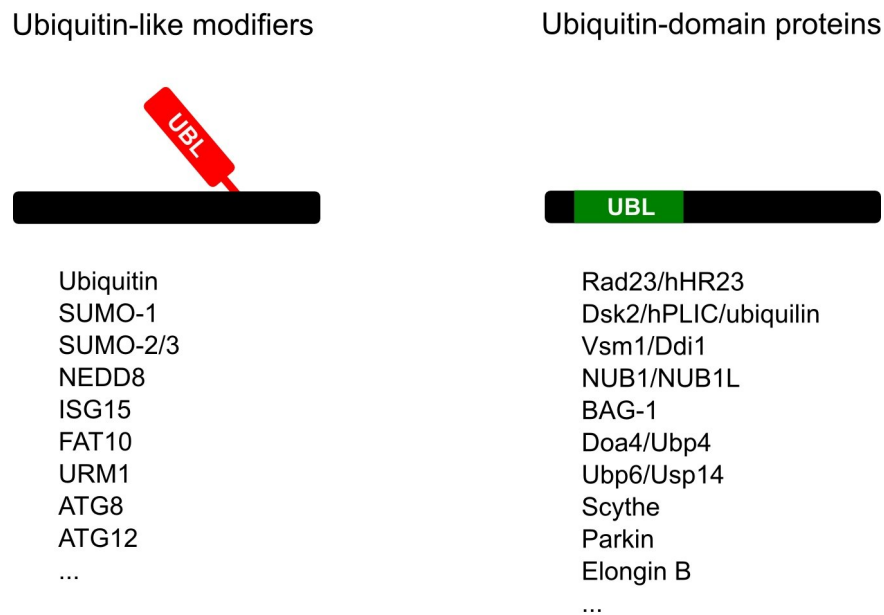 Ubiquitin-like modifiers
UBL
Ubiquitin
SUMO-1
SUMO-2/3
NEDD8
ISG15
FAT10
URM1
ATG8
ATG12
...
Ubiquitin-domain proteins
UBL
Rad23/hHR23
Dsk2/hPLIC/ubiquilin
Vsm1/Ddi1
NUB1/NUB1L
BAG-1
Doa4/Ubp4
Ubp6/Usp14
Scythe
Parkin
Elongin B
...